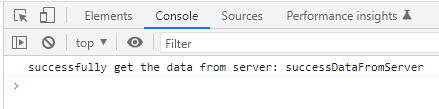 Elements Console Sources Performance insights
top Filter
successfully get the data from server: successDataFromServer